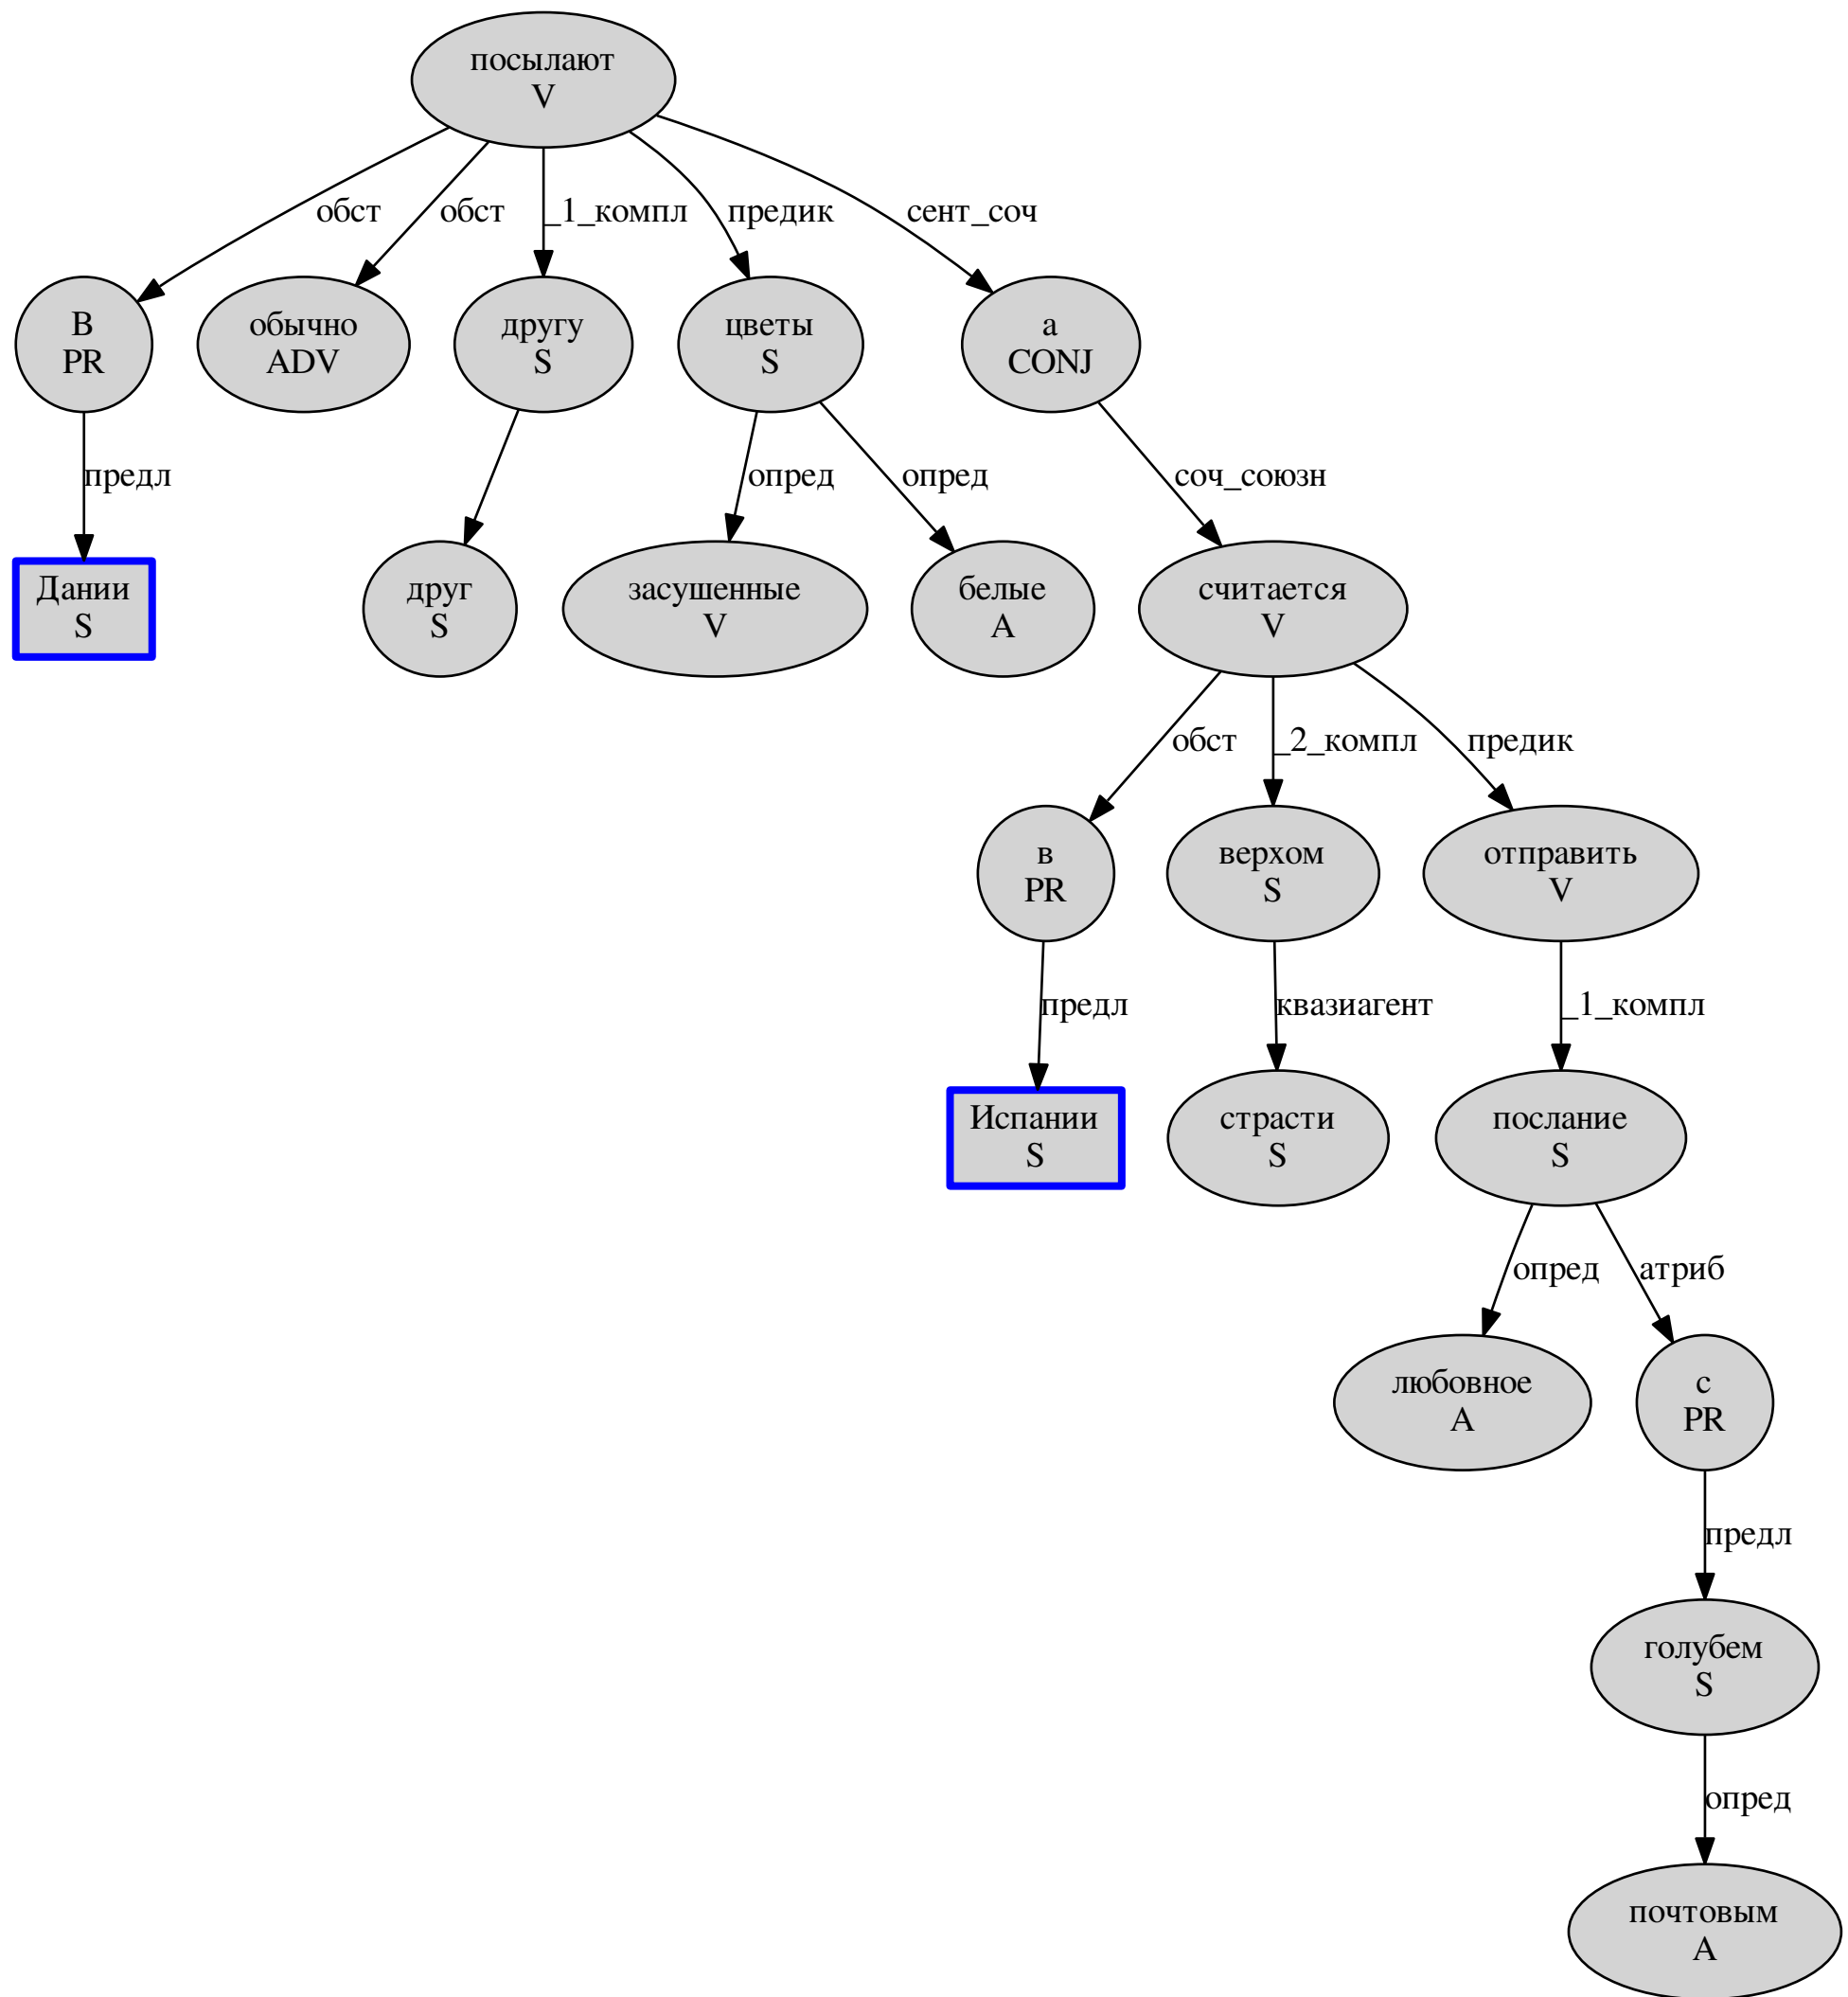 посылают
V
обст
обст
_1_компл
предик
сент_соч
В
PR
обычно
ADV
другу
S
цветы
S
а
CONJ
предл
опред
опред
соч_союзн
Дании
S
друг
S
засушенные
V
белые
A
считается
V
обст
_2_компл
предик
в
PR
верхом
S
отправить
V
предл
квазиагент
_1_компл
Испании
S
страсти
S
послание
S
опред
атриб
любовное
A
с
PR
предл
голубем
S
опред
почтовым
A